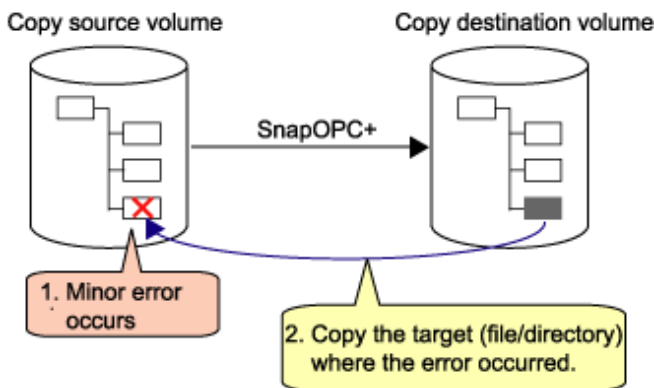 Copy source volume
Copy destination volume
SnapOPC+
1. Minor error
occurs
2. Copy the target (file/directory)
where the error occurred.